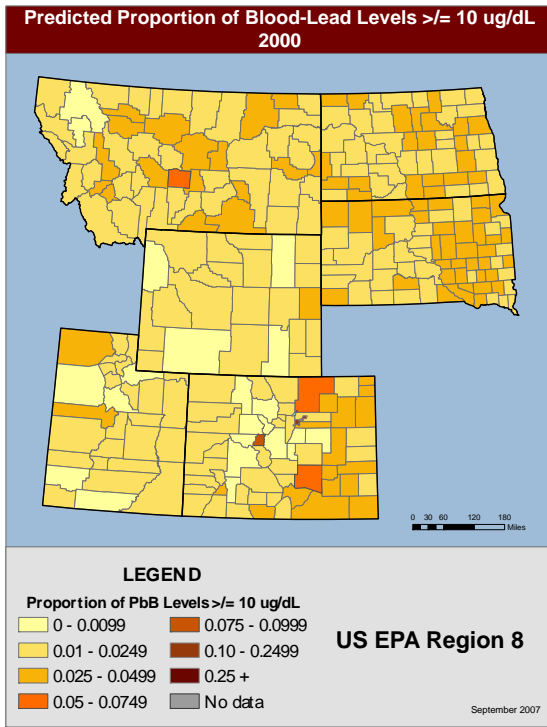 Predicted Proportion of Blood-Lead Levels >/= 10 ug/dL
2000
0 30 60 120 180
Miles
LEGEND
Proportion of PbB Levels >/= 10 ug/dL
0 - 0.0099
0.01 - 0.0249
0.025 - 0.0499
0.05 - 0.0749
0.075 - 0.0999
0.10 - 0.2499
0.25 +
No data
US EPA Region 8
September 2007